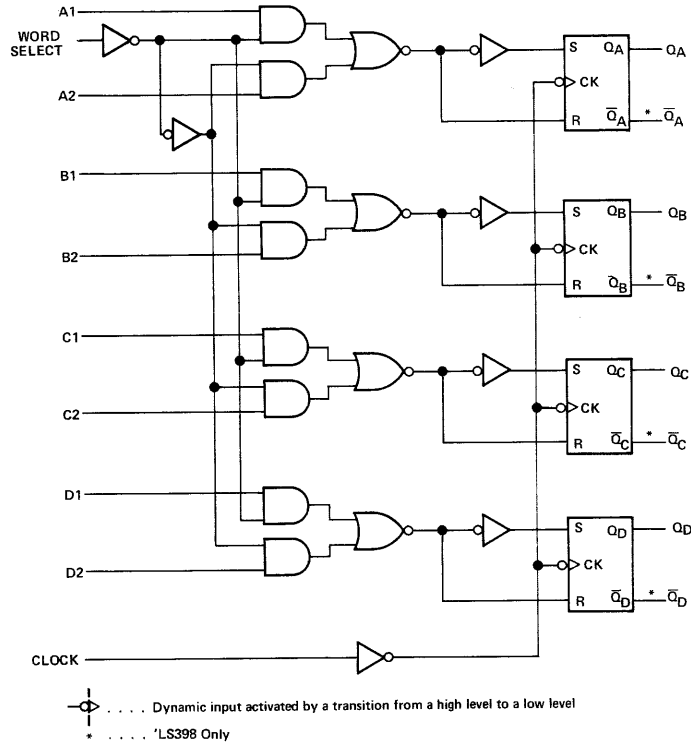 A1
WORD
SELECT
A2
S Q̅A QA
CK
R Q̅A * Q̅A
B1
B2
S QB QB
CK
R Q̅B * Q̅B
C1
C2
S QC QC
CK
R Q̅C * Q̅C
D1
D2
S QD QD
CK
R Q̅D * Q̅D
CLOCK
. . . . Dynamic input activated by a transition from a high level to a low level
* . . . . 'LS398 Only